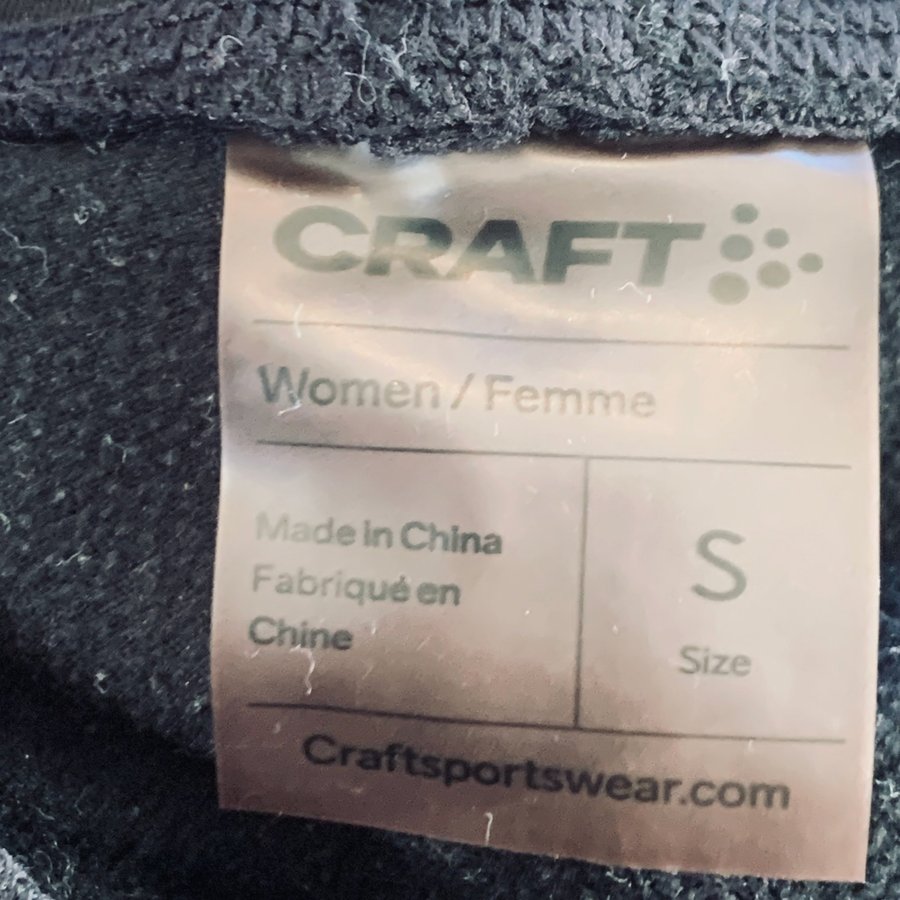 CRAFT
Women / Femme
Made in China
Fabriqué en
Chine
S
Size
Craftsportswear.com